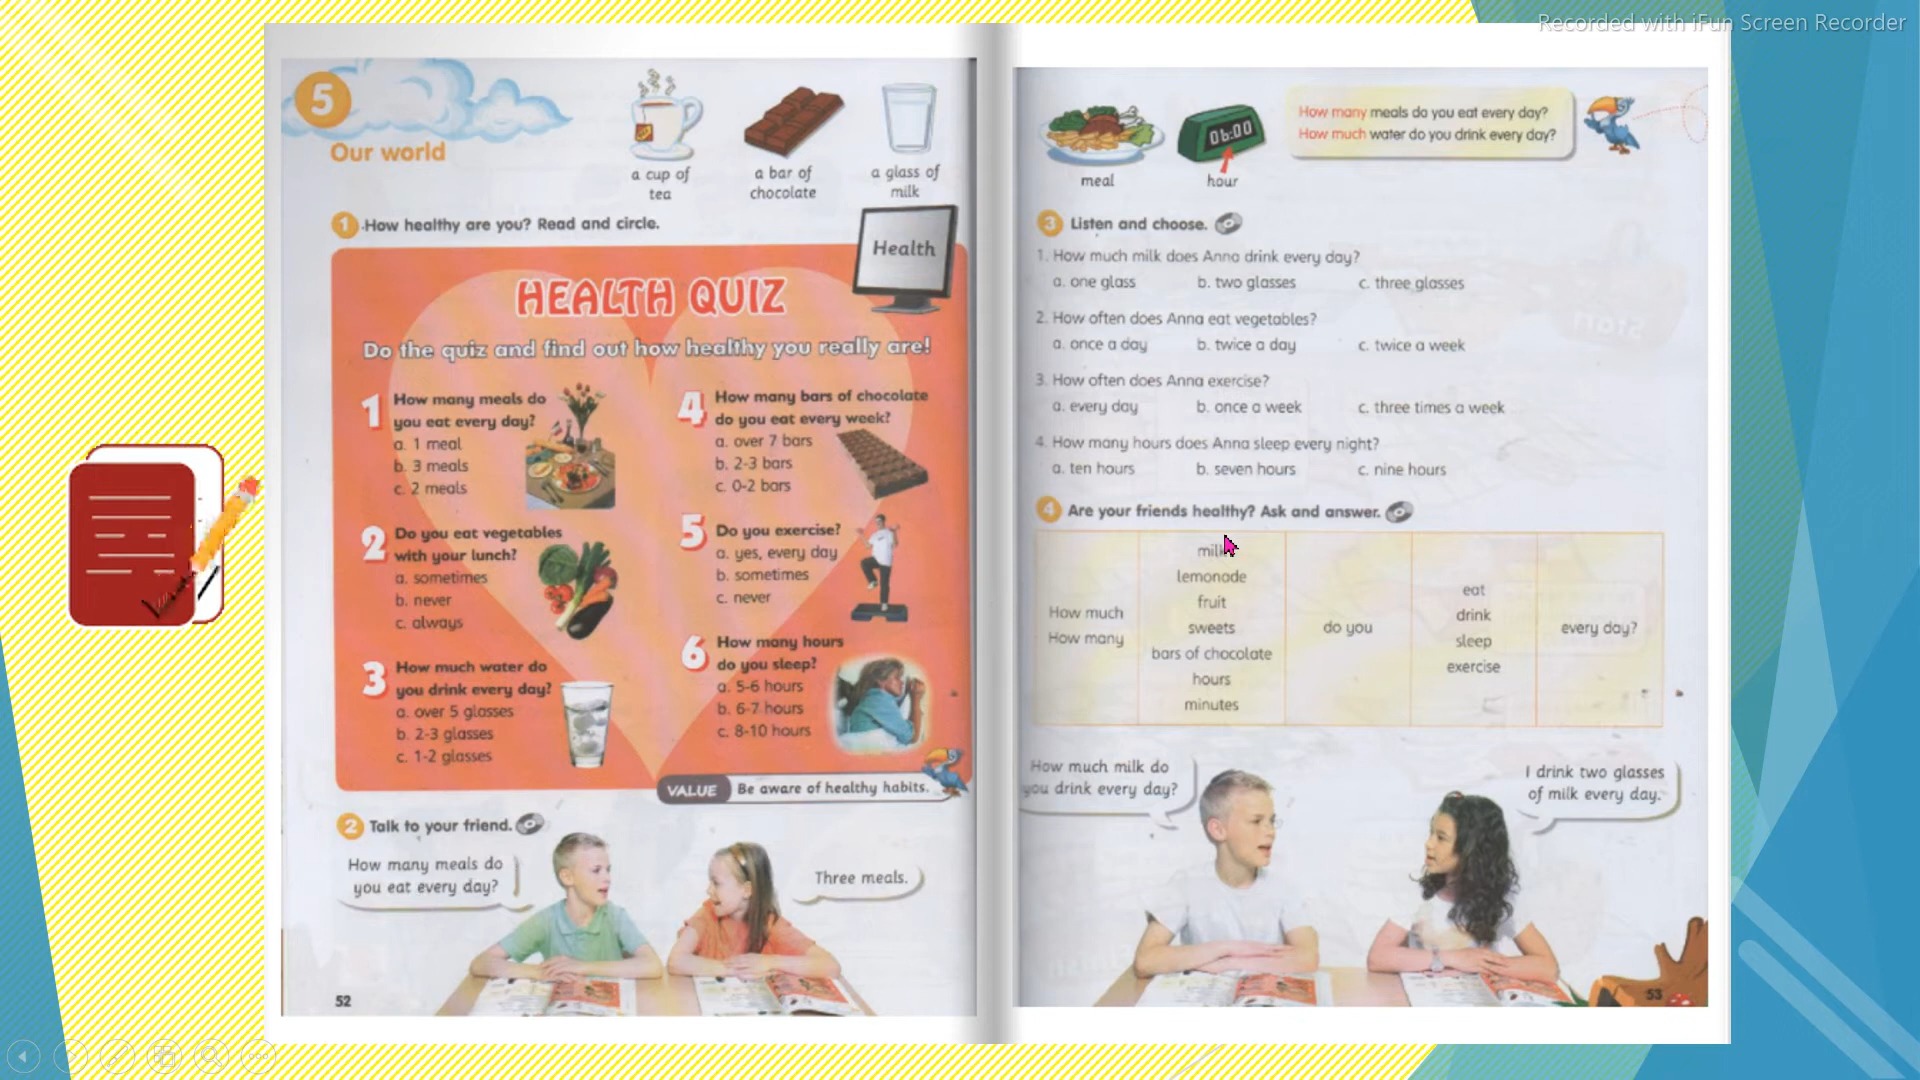 Recorded with iFun Screen Recorder
5
Our world
a cup of
tea
a bar of
chocolate
a glass of
milk
1 How healthy are you? Read and circle.
Health
HEALTH QUIZ
Do the quiz and find out how healthy you really are!
1 How many meals do
you eat every day?
a. 1 meal
b. 3 meals
c. 2 meals
2 Do you eat vegetables
with your lunch?
a. sometimes
b. never
c. always
3 How much water do
you drink every day?
a. over 5 glasses
b. 2-3 glasses
c. 1-2 glasses
4 How many bars of chocolate
do you eat every week?
a. over 7 bars
b. 2-3 bars
c. 0-2 bars
5 Do you exercise?
a. yes, every day
b. sometimes
c. never
6 How many hours
do you sleep?
a. 5-6 hours
b. 6-7 hours
c. 8-10 hours
VALUE Be aware of healthy habits.
2 Talk to your friend.
How many meals do
you eat every day?
Three meals.
52
meal
06:00
hour
How many meals do you eat every day?
How much water do you drink every day?
3 Listen and choose.
1. How much milk does Anna drink every day?
a. one glass b. two glasses c. three glasses
2. How often does Anna eat vegetables?
a. once a day b. twice a day c. twice a week
3. How often does Anna exercise?
a. every day b. once a week c. three times a week
4. How many hours does Anna sleep every night?
a. ten hours b. seven hours c. nine hours
4 Are your friends healthy? Ask and answer.
How much
How many
milk
lemonade
fruit
sweets
bars of chocolate
hours
minutes
do you
eat
drink
sleep
exercise
every day?
How much milk do
you drink every day?
I drink two glasses
of milk every day.
53